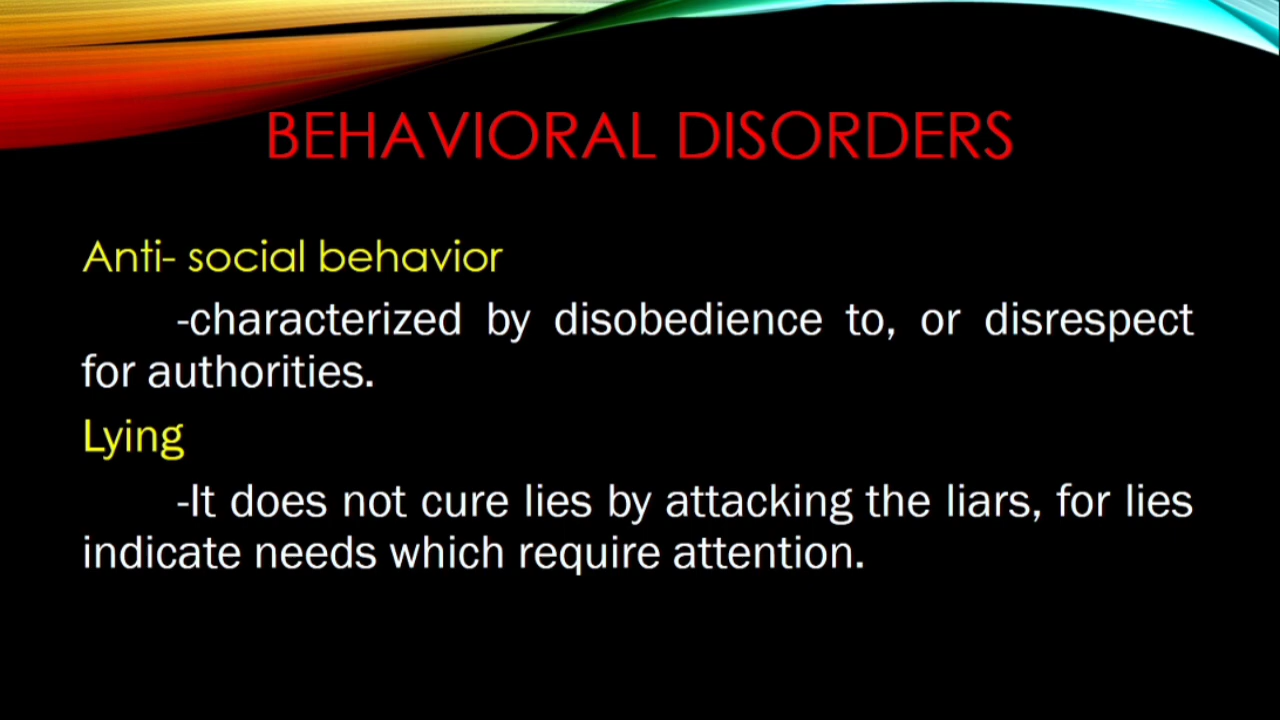 BEHAVIORAL DISORDERS
Anti- social behavior
-characterized by disobedience to, or disrespect
for authorities.
Lying
-It does not cure lies by attacking the liars, for lies
indicate needs which require attention.